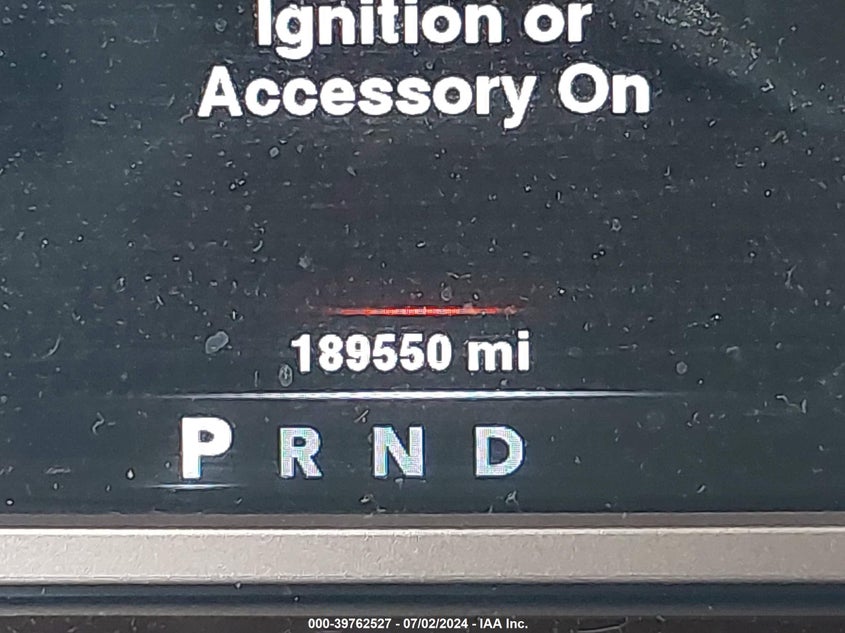 Ignition or
Accessory On
189550 mi
P R N D
000-39762527 - 07/02/2024 - IAA Inc.